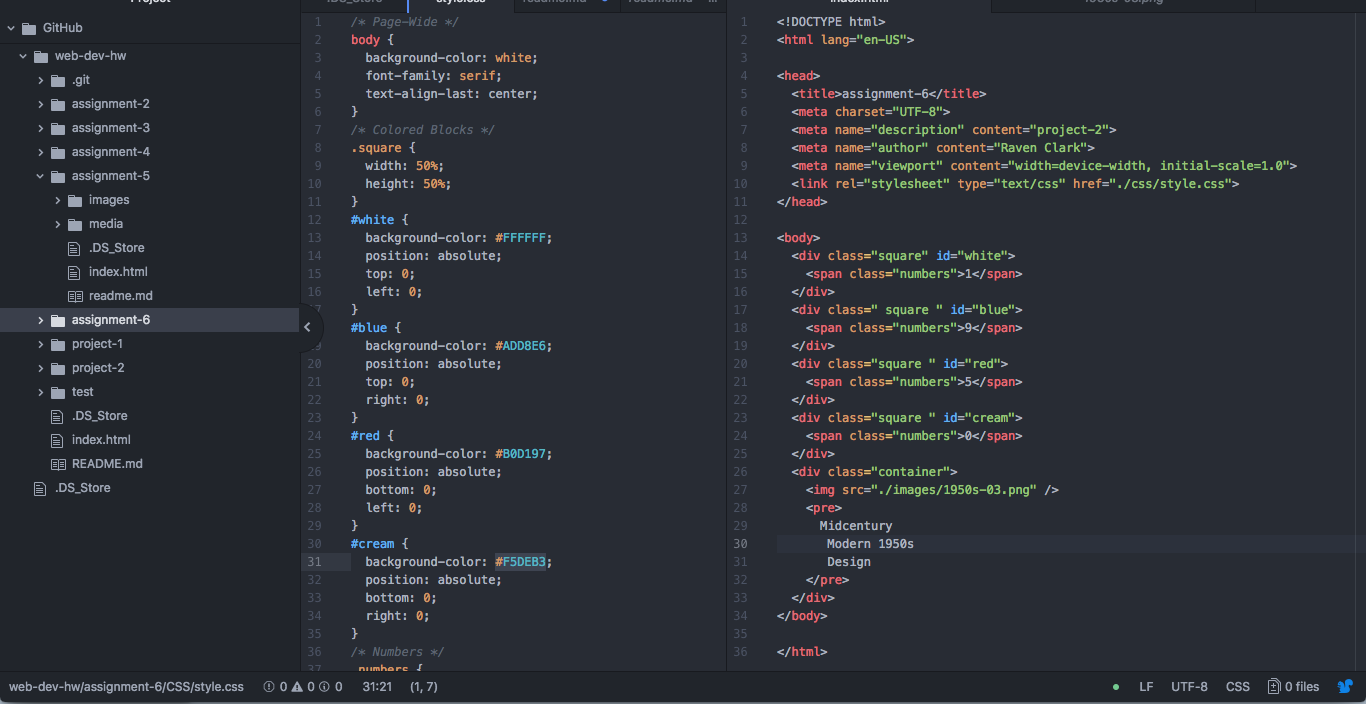 Project
GitHub
web-dev-hw
.git
assignment-2
assignment-3
assignment-4
assignment-5
images
media
.DS_Store
index.html
readme.md
assignment-6
project-1
project-2
test
.DS_Store
index.html
README.md
.DS_Store
.DS_Store style.css readme.md readme.md ...
1 /* Page-Wide */
2 body {
3 background-color: white;
4 font-family: serif;
5 text-align-last: center;
6 }
7 /* Colored Blocks */
8 .square {
9 width: 50%;
10 height: 50%;
11 }
12 #white {
13 background-color: #FFFFFF;
14 position: absolute;
15 top: 0;
16 left: 0;
17 }
#blue {
19 background-color: #ADD8E6;
20 position: absolute;
21 top: 0;
22 right: 0;
23 }
24 #red {
25 background-color: #B0D197;
26 position: absolute;
27 bottom: 0;
28 left: 0;
29 }
30 #cream {
31 background-color: #F5DEB3;
32 position: absolute;
33 bottom: 0;
34 right: 0;
35 }
36 /* Numbers */
37 .numbers {
index.html
1 <!DOCTYPE html>
2 <html lang="en-US">
3
4 <head>
5 <title>assignment-6</title>
6 <meta charset="UTF-8">
7 <meta name="description" content="project-2">
8 <meta name="author" content="Raven Clark">
9 <meta name="viewport" content="width=device-width, initial-scale=1.0">
10 <link rel="stylesheet" type="text/css" href="./css/style.css">
11 </head>
12
13 <body>
14 <div class="square" id="white">
15 <span class="numbers">1</span>
16 </div>
17 <div class=" square " id="blue">
18 <span class="numbers">9</span>
19 </div>
20 <div class="square " id="red">
21 <span class="numbers">5</span>
22 </div>
23 <div class="square " id="cream">
24 <span class="numbers">0</span>
25 </div>
26 <div class="container">
27 <img src="./images/1950s-03.png" />
28 <pre>
29 Midcentury
30 Modern 1950s
31 Design
32 </pre>
33 </div>
34 </body>
35
36 </html>
web-dev-hw/assignment-6/CSS/style.css 0 0 0 31:21 (1, 7) LF UTF-8 CSS 0 files